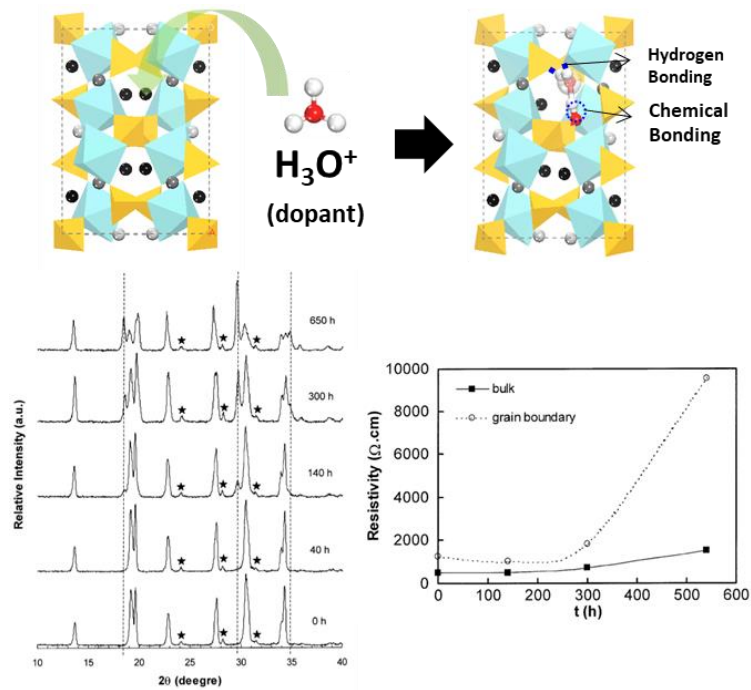 H₃O⁺
(dopant)
Hydrogen
Bonding
Chemical
Bonding
Relative Intensity (a.u.)
650 h
300 h
140 h
40 h
0 h
10 15 20 25 30 35 40
2θ (deegre)
Resistivity (Ω.cm)
10000
8000
6000
4000
2000
0
bulk
grain boundary
0 100 200 300 400 500 600
t (h)